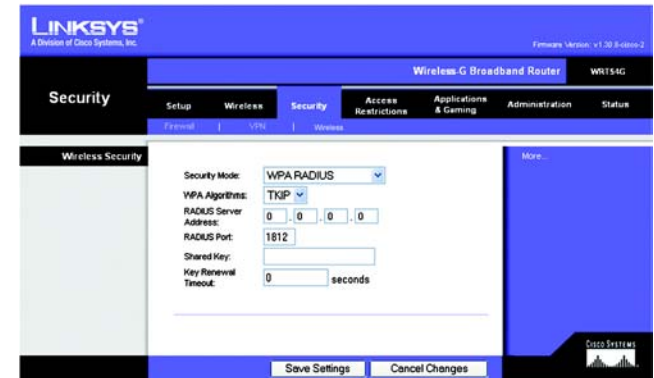 LINKSYS®
A Division of Cisco Systems, Inc.
Firmware Version: v1.30.8-cisco-2
Wireless-G Broadband Router WRT54G
Security
Setup Wireless Security Access Restrictions Applications & Gaming Administration Status
Firewall | VPN | Wireless
Wireless Security
More...
Security Mode: WPA RADIUS
WPA Algorithms: TKIP
RADIUS Server Address: 0 . 0 . 0 . 0
RADIUS Port: 1812
Shared Key:
Key Renewal Timeout: 0 seconds
Save Settings Cancel Changes
CISCO SYSTEMS